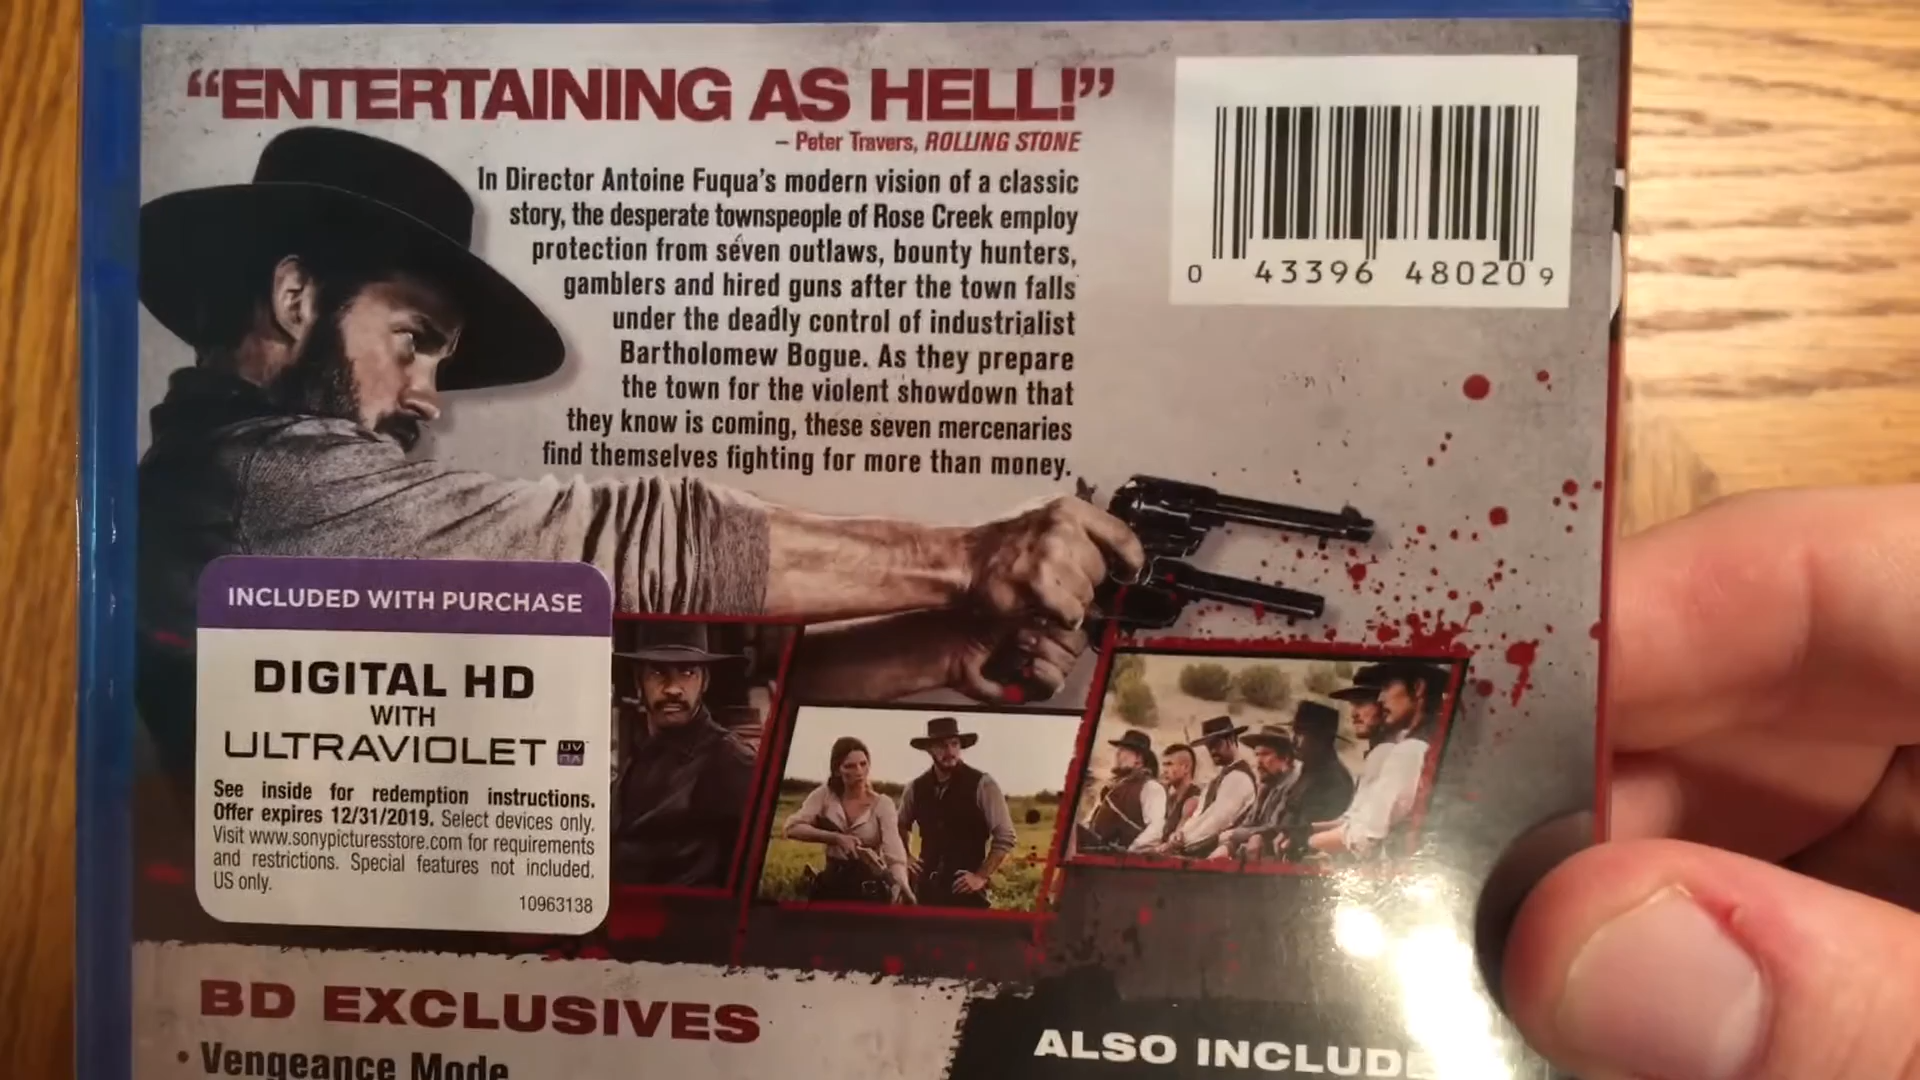 “ENTERTAINING AS HELL!”
– Peter Travers, ROLLING STONE
In Director Antoine Fuqua's modern vision of a classic
story, the desperate townspeople of Rose Creek employ
protection from seven outlaws, bounty hunters,
gamblers and hired guns after the town falls
under the deadly control of industrialist
Bartholomew Bogue. As they prepare
the town for the violent showdown that
they know is coming, these seven mercenaries
find themselves fighting for more than money.
0 43396 48020 9
INCLUDED WITH PURCHASE
DIGITAL HD
WITH
ULTRAVIOLET UV
See inside for redemption instructions.
Offer expires 12/31/2019. Select devices only.
Visit www.sonypicturesstore.com for requirements
and restrictions. Special features not included.
US only.
10963138
BD EXCLUSIVES
• Vengeance Mode
ALSO INCLUDE